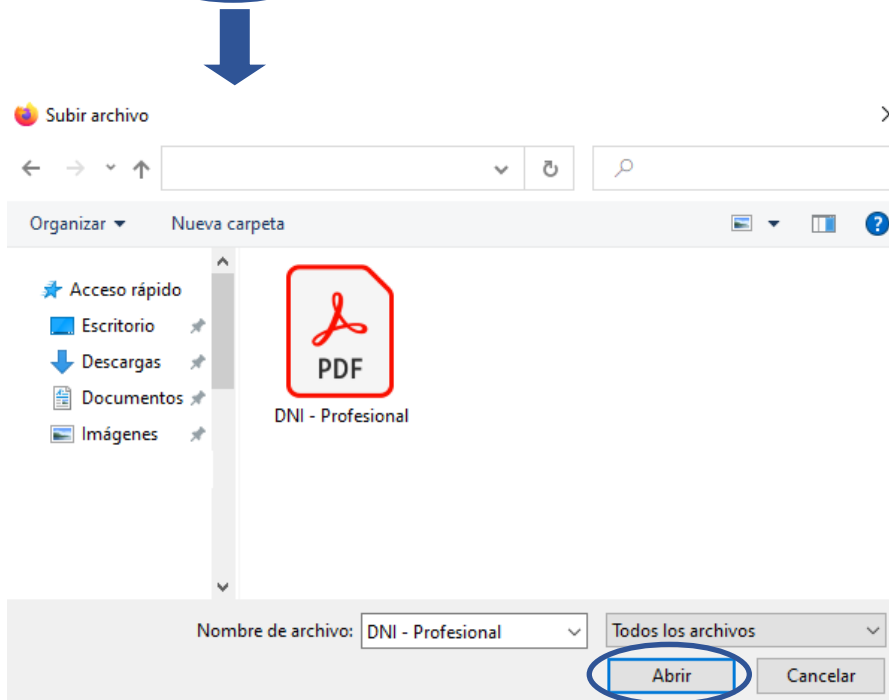 Subir archivo
Organizar
Nueva carpeta
?
Acceso rápido
Escritorio
Descargas
Documentos
Imágenes
PDF
DNI - Profesional
Nombre de archivo: DNI - Profesional
Todos los archivos
Abrir
Cancelar